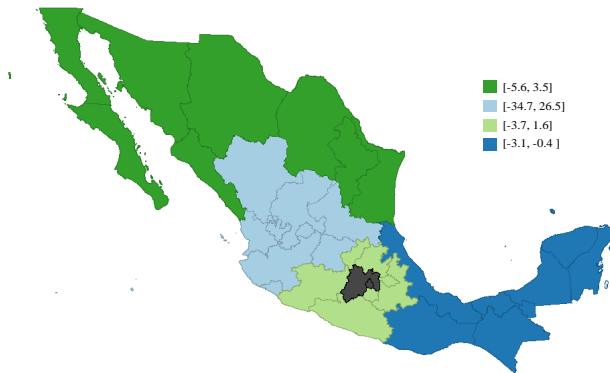 [-5.6, 3.5]
[-34.7, 26.5]
[-3.7, 1.6]
[-3.1, -0.4 ]